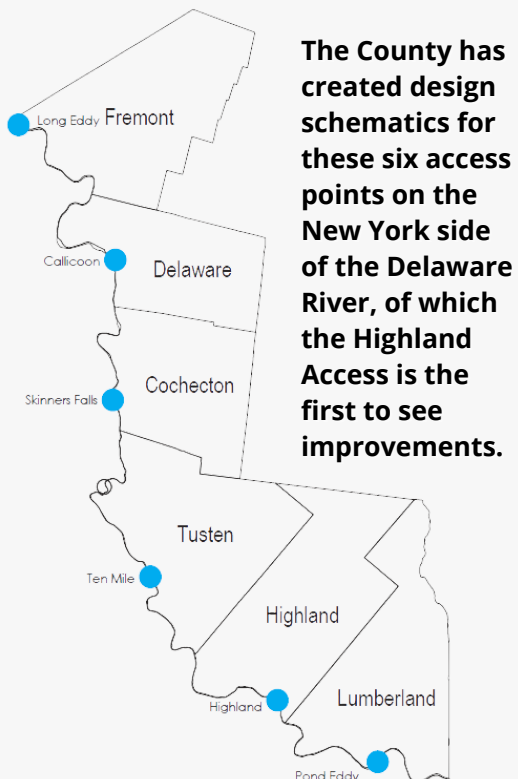 The County has
created design
schematics for
these six access
points on the
New York side
of the Delaware
River, of which
the Highland
Access is the
first to see
improvements.
Long Eddy
Fremont
Callicoon
Delaware
Cochecton
Skinners Falls
Tusten
Ten Mile
Highland
Lumberland
Highland
Pond Eddy